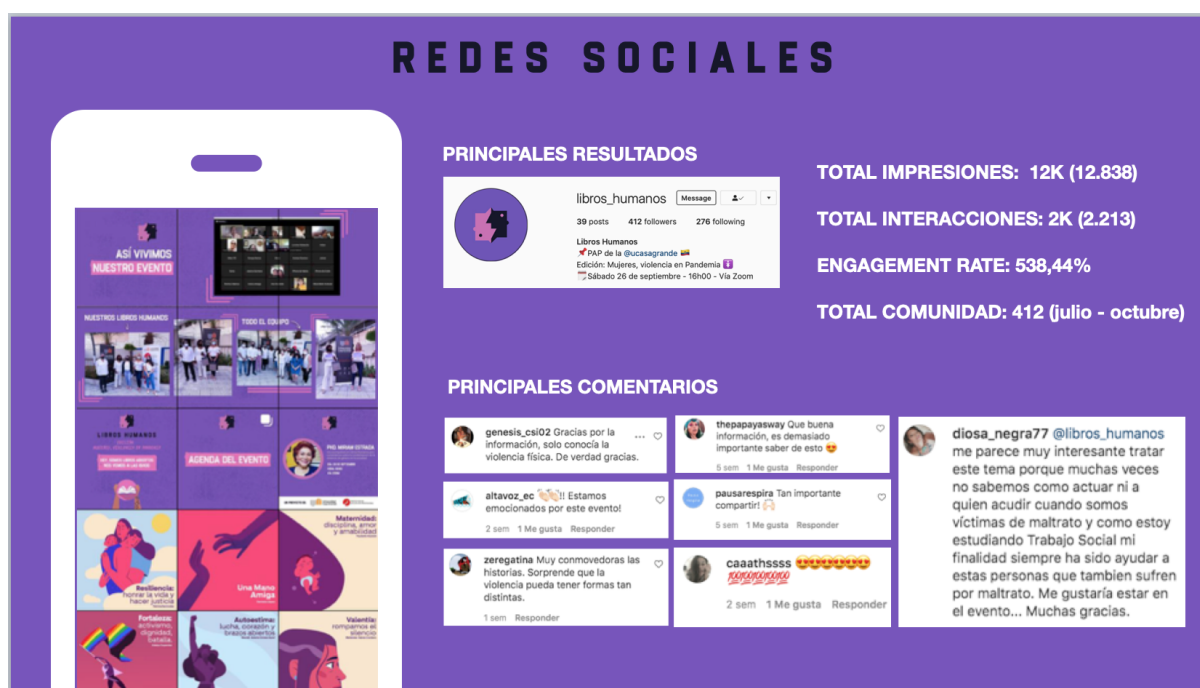 REDES SOCIALES
ASÍ VIVIMOS
NUESTRO EVENTO
NUESTROS LIBROS HUMANOS
TODO EL EQUIPO
LIBROS HUMANOS
AGENDA DEL EVENTO
PHD. MIRIAM ESTRADA
Resiliencia:
honrar la vida y
hacer justicia
Una Mano
Amiga
Maternidad:
disciplina, amor
y amabilidad
Fortaleza:
activismo,
dignidad,
batalla.
Autoestima:
lucha, corazón y
brazos abiertos
Valentía:
rompamos el
silencio
PRINCIPALES RESULTADOS
libros_humanos Message
39 posts 412 followers 276 following
Libros Humanos
📌PAP de la @ucasagrande 🇪🇨
Edición: Mujeres, violencia en Pandemia ℹ️
🗓️Sábado 26 de septiembre - 16h00 - Vía Zoom
TOTAL IMPRESIONES: 12K (12.838)
TOTAL INTERACCIONES: 2K (2.213)
ENGAGEMENT RATE: 538,44%
TOTAL COMUNIDAD: 412 (julio - octubre)
PRINCIPALES COMENTARIOS
genesis_csi02 Gracias por la
información, solo conocía la
violencia física. De verdad gracias.
altavoz_ec 👏🏻👏🏻!! Estamos
emocionados por este evento!
2 sem 1 Me gusta Responder
zeregatina Muy conmovedoras las
historias. Sorprende que la
violencia pueda tener formas tan
distintas.
1 sem Responder
thepapayasway Que buena
información, es demasiado
importante saber de esto 😍
5 sem 1 Me gusta Responder
pausarespira Tan importante
compartir! 🙌🏻
5 sem 1 Me gusta Responder
caaathssss 😍😍😍😍😍😍😍😍
💯💯💯💯💯💯
2 sem 1 Me gusta Responder
diosa_negra77 @libros_humanos
me parece muy interesante tratar
este tema porque muchas veces
no sabemos como actuar ni a
quien acudir cuando somos
víctimas de maltrato y como estoy
estudiando Trabajo Social mi
finalidad siempre ha sido ayudar a
estas personas que tambien sufren
por maltrato. Me gustaría estar en
el evento... Muchas gracias.